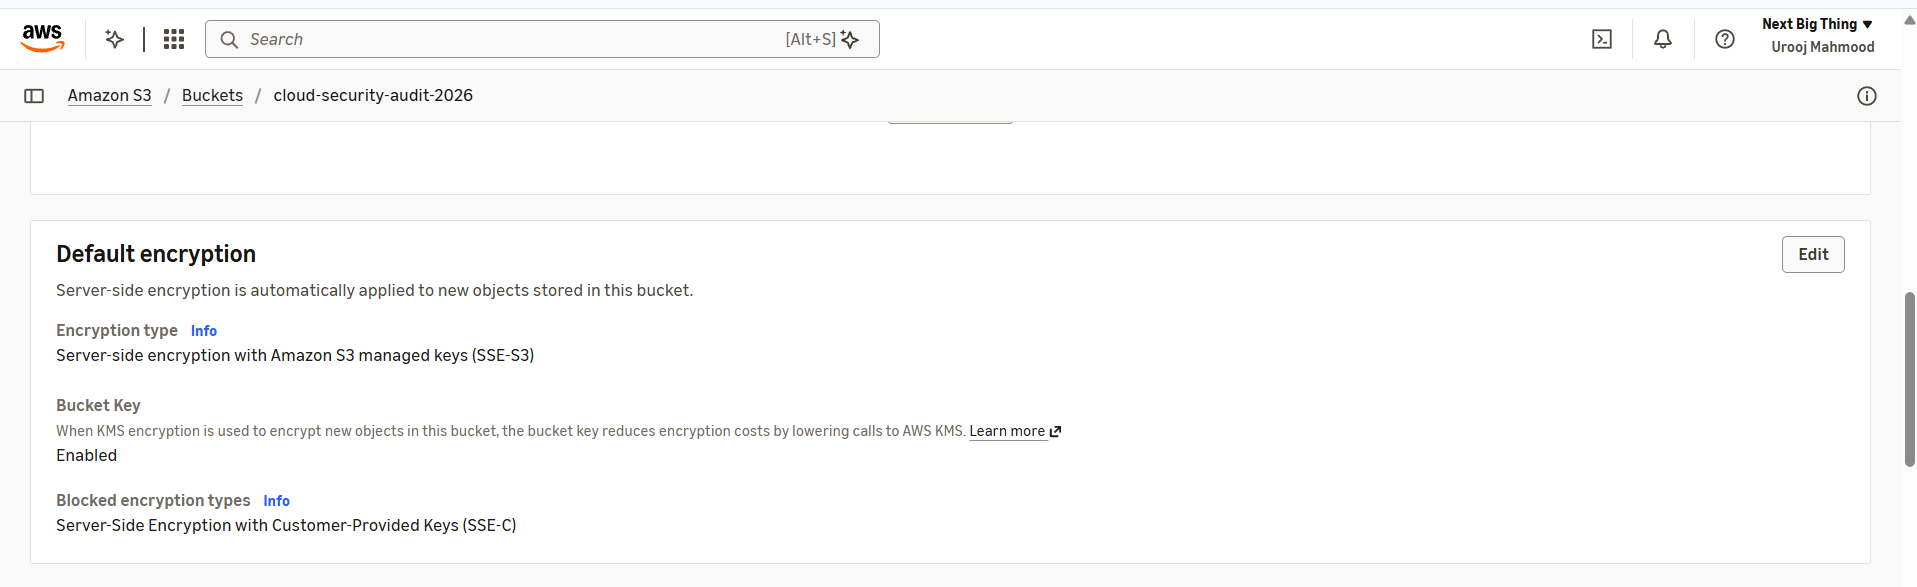 aws
Search [Alt+S]
Next Big Thing
Urooj Mahmood
Amazon S3 / Buckets / cloud-security-audit-2026
Default encryption
Edit
Server-side encryption is automatically applied to new objects stored in this bucket.
Encryption type Info
Server-side encryption with Amazon S3 managed keys (SSE-S3)
Bucket Key
When KMS encryption is used to encrypt new objects in this bucket, the bucket key reduces encryption costs by lowering calls to AWS KMS. Learn more
Enabled
Blocked encryption types Info
Server-Side Encryption with Customer-Provided Keys (SSE-C)